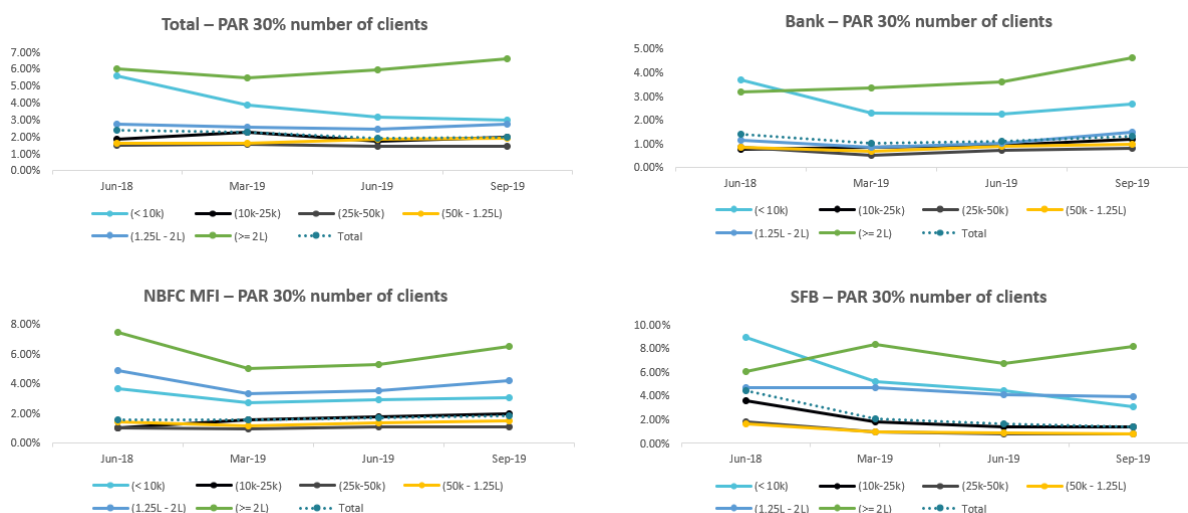 Total – PAR 30% number of clients
7.00%
6.00%
5.00%
4.00%
3.00%
2.00%
1.00%
0.00%
Jun-18 Mar-19 Jun-19 Sep-19
(< 10k) (10k-25k) (25k-50k) (50k - 1.25L)
(1.25L - 2L) (>= 2L) Total
Bank – PAR 30% number of clients
5.00%
4.00%
3.00%
2.00%
1.00%
0.00%
Jun-18 Mar-19 Jun-19 Sep-19
(< 10k) (10k-25k) (25k-50k) (50k - 1.25L)
(1.25L - 2L) (>= 2L) Total
NBFC MFI – PAR 30% number of clients
8.00%
6.00%
4.00%
2.00%
0.00%
Jun-18 Mar-19 Jun-19 Sep-19
(< 10k) (10k-25k) (25k-50k) (50k - 1.25L)
(1.25L - 2L) (>= 2L) Total
SFB – PAR 30% number of clients
10.00%
8.00%
6.00%
4.00%
2.00%
0.00%
Jun-18 Mar-19 Jun-19 Sep-19
(< 10k) (10k-25k) (25k-50k) (50k - 1.25L)
(1.25L - 2L) (>= 2L) Total